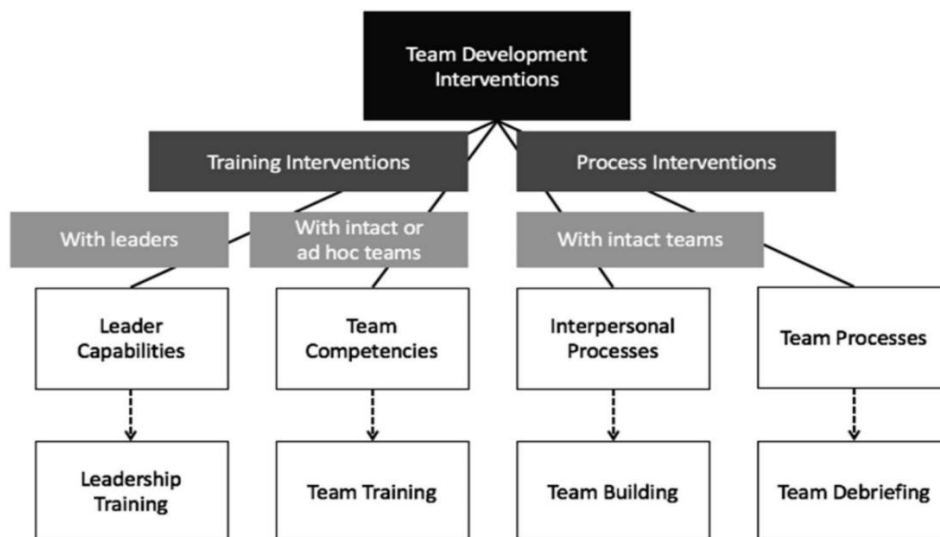 Team Development
Interventions
Training Interventions
Process Interventions
With leaders
With intact or
ad hoc teams
With intact teams
Leader
Capabilities
Team
Competencies
Interpersonal
Processes
Team Processes
Leadership
Training
Team Training
Team Building
Team Debriefing